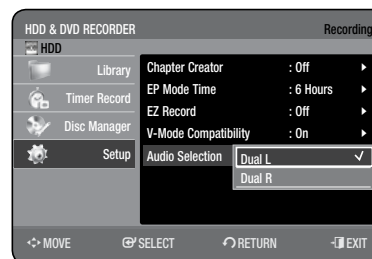 HDD & DVD RECORDER Recording
HDD
Library
Timer Record
Disc Manager
Setup
Chapter Creator : Off
EP Mode Time : 6 Hours
EZ Record : Off
V-Mode Compatibility : On
Audio Selection
Dual L
Dual R
MOVE SELECT RETURN EXIT